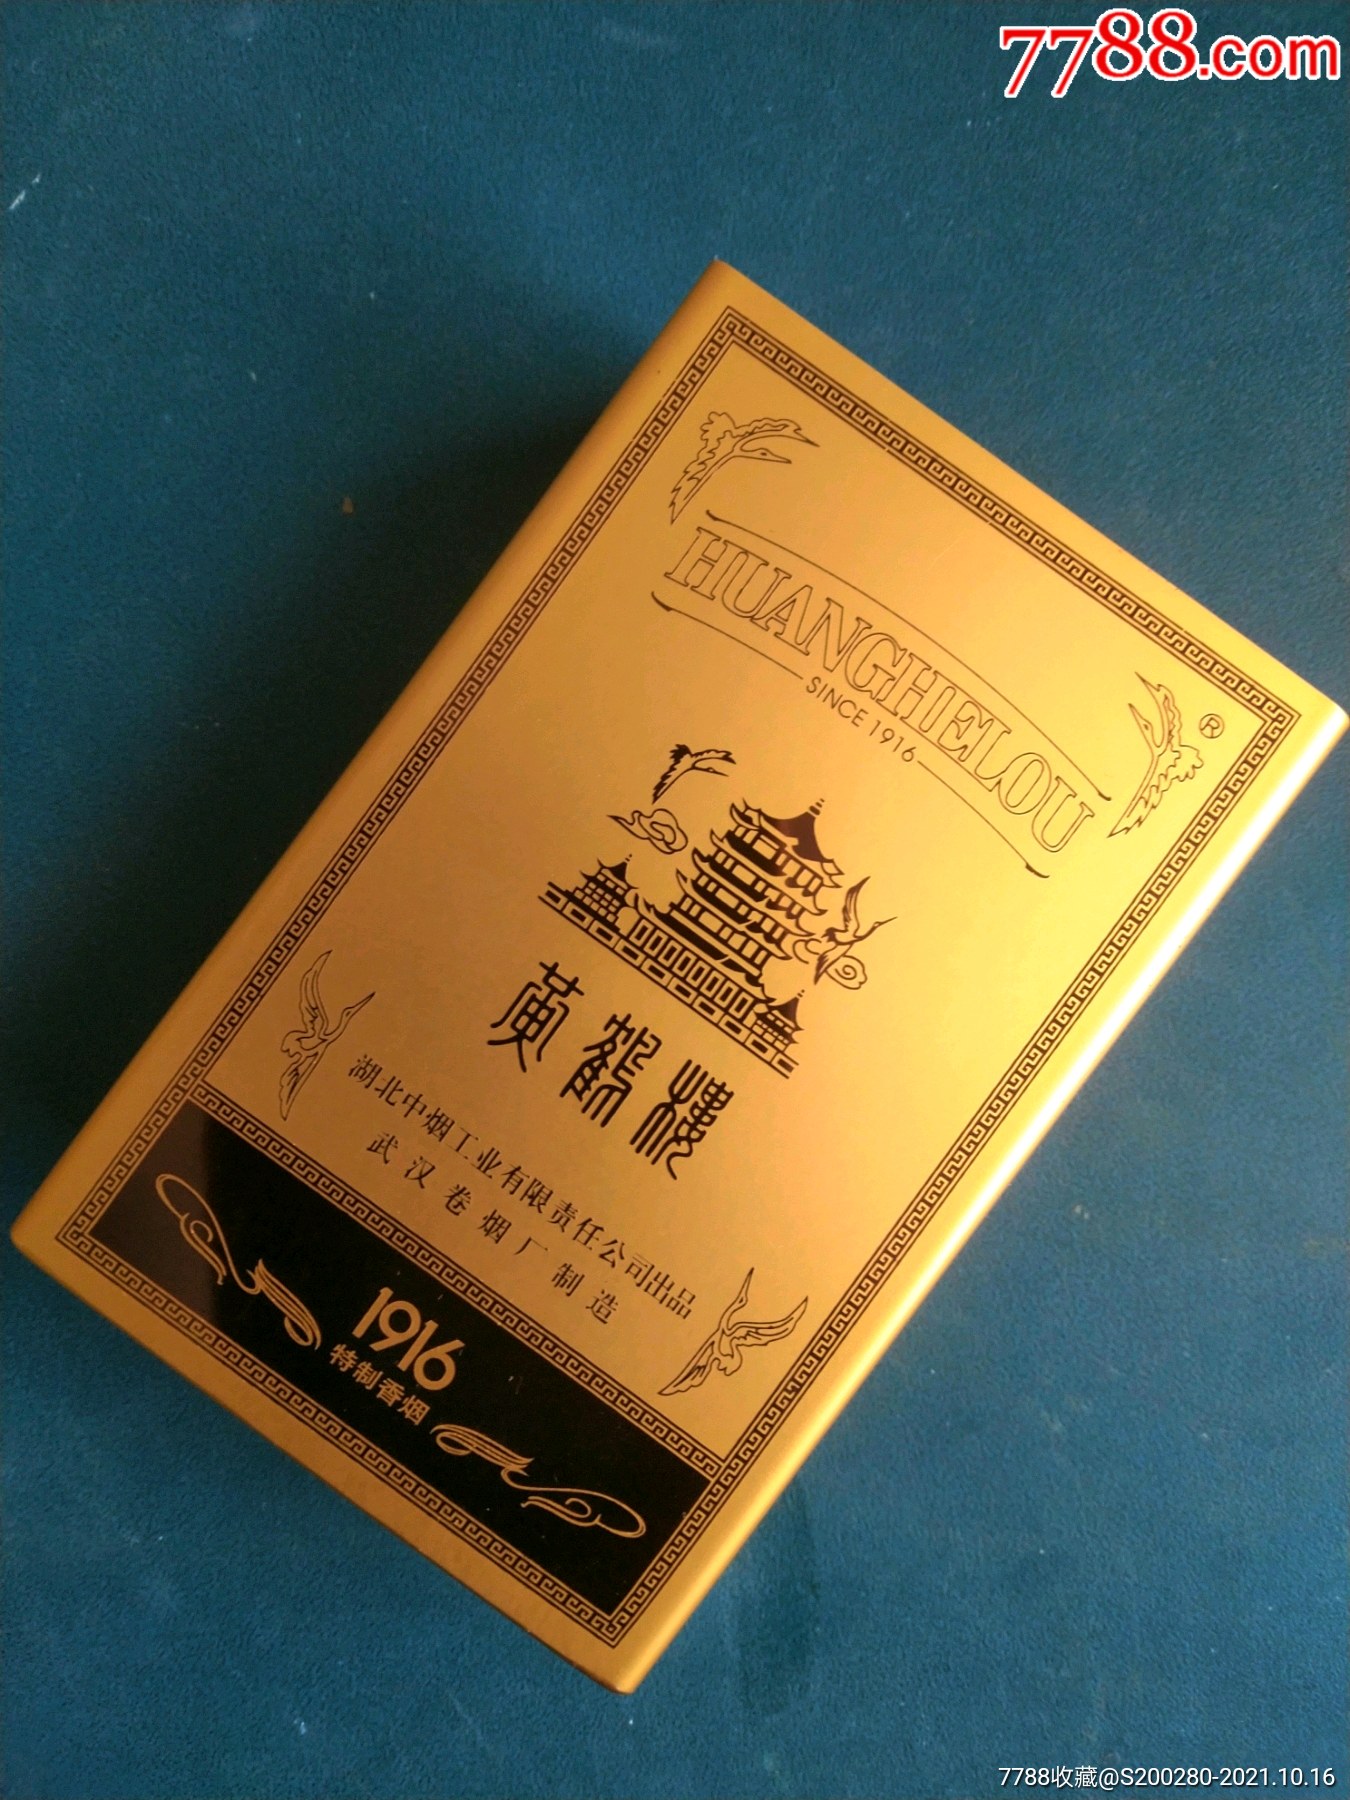 7788.com
HUANGHELOU
SINCE 1916
®
黄鹤楼
湖北中烟工业有限责任公司出品
武汉卷烟厂制造
1916
特制香烟
7788收藏@S200280-2021.10.16